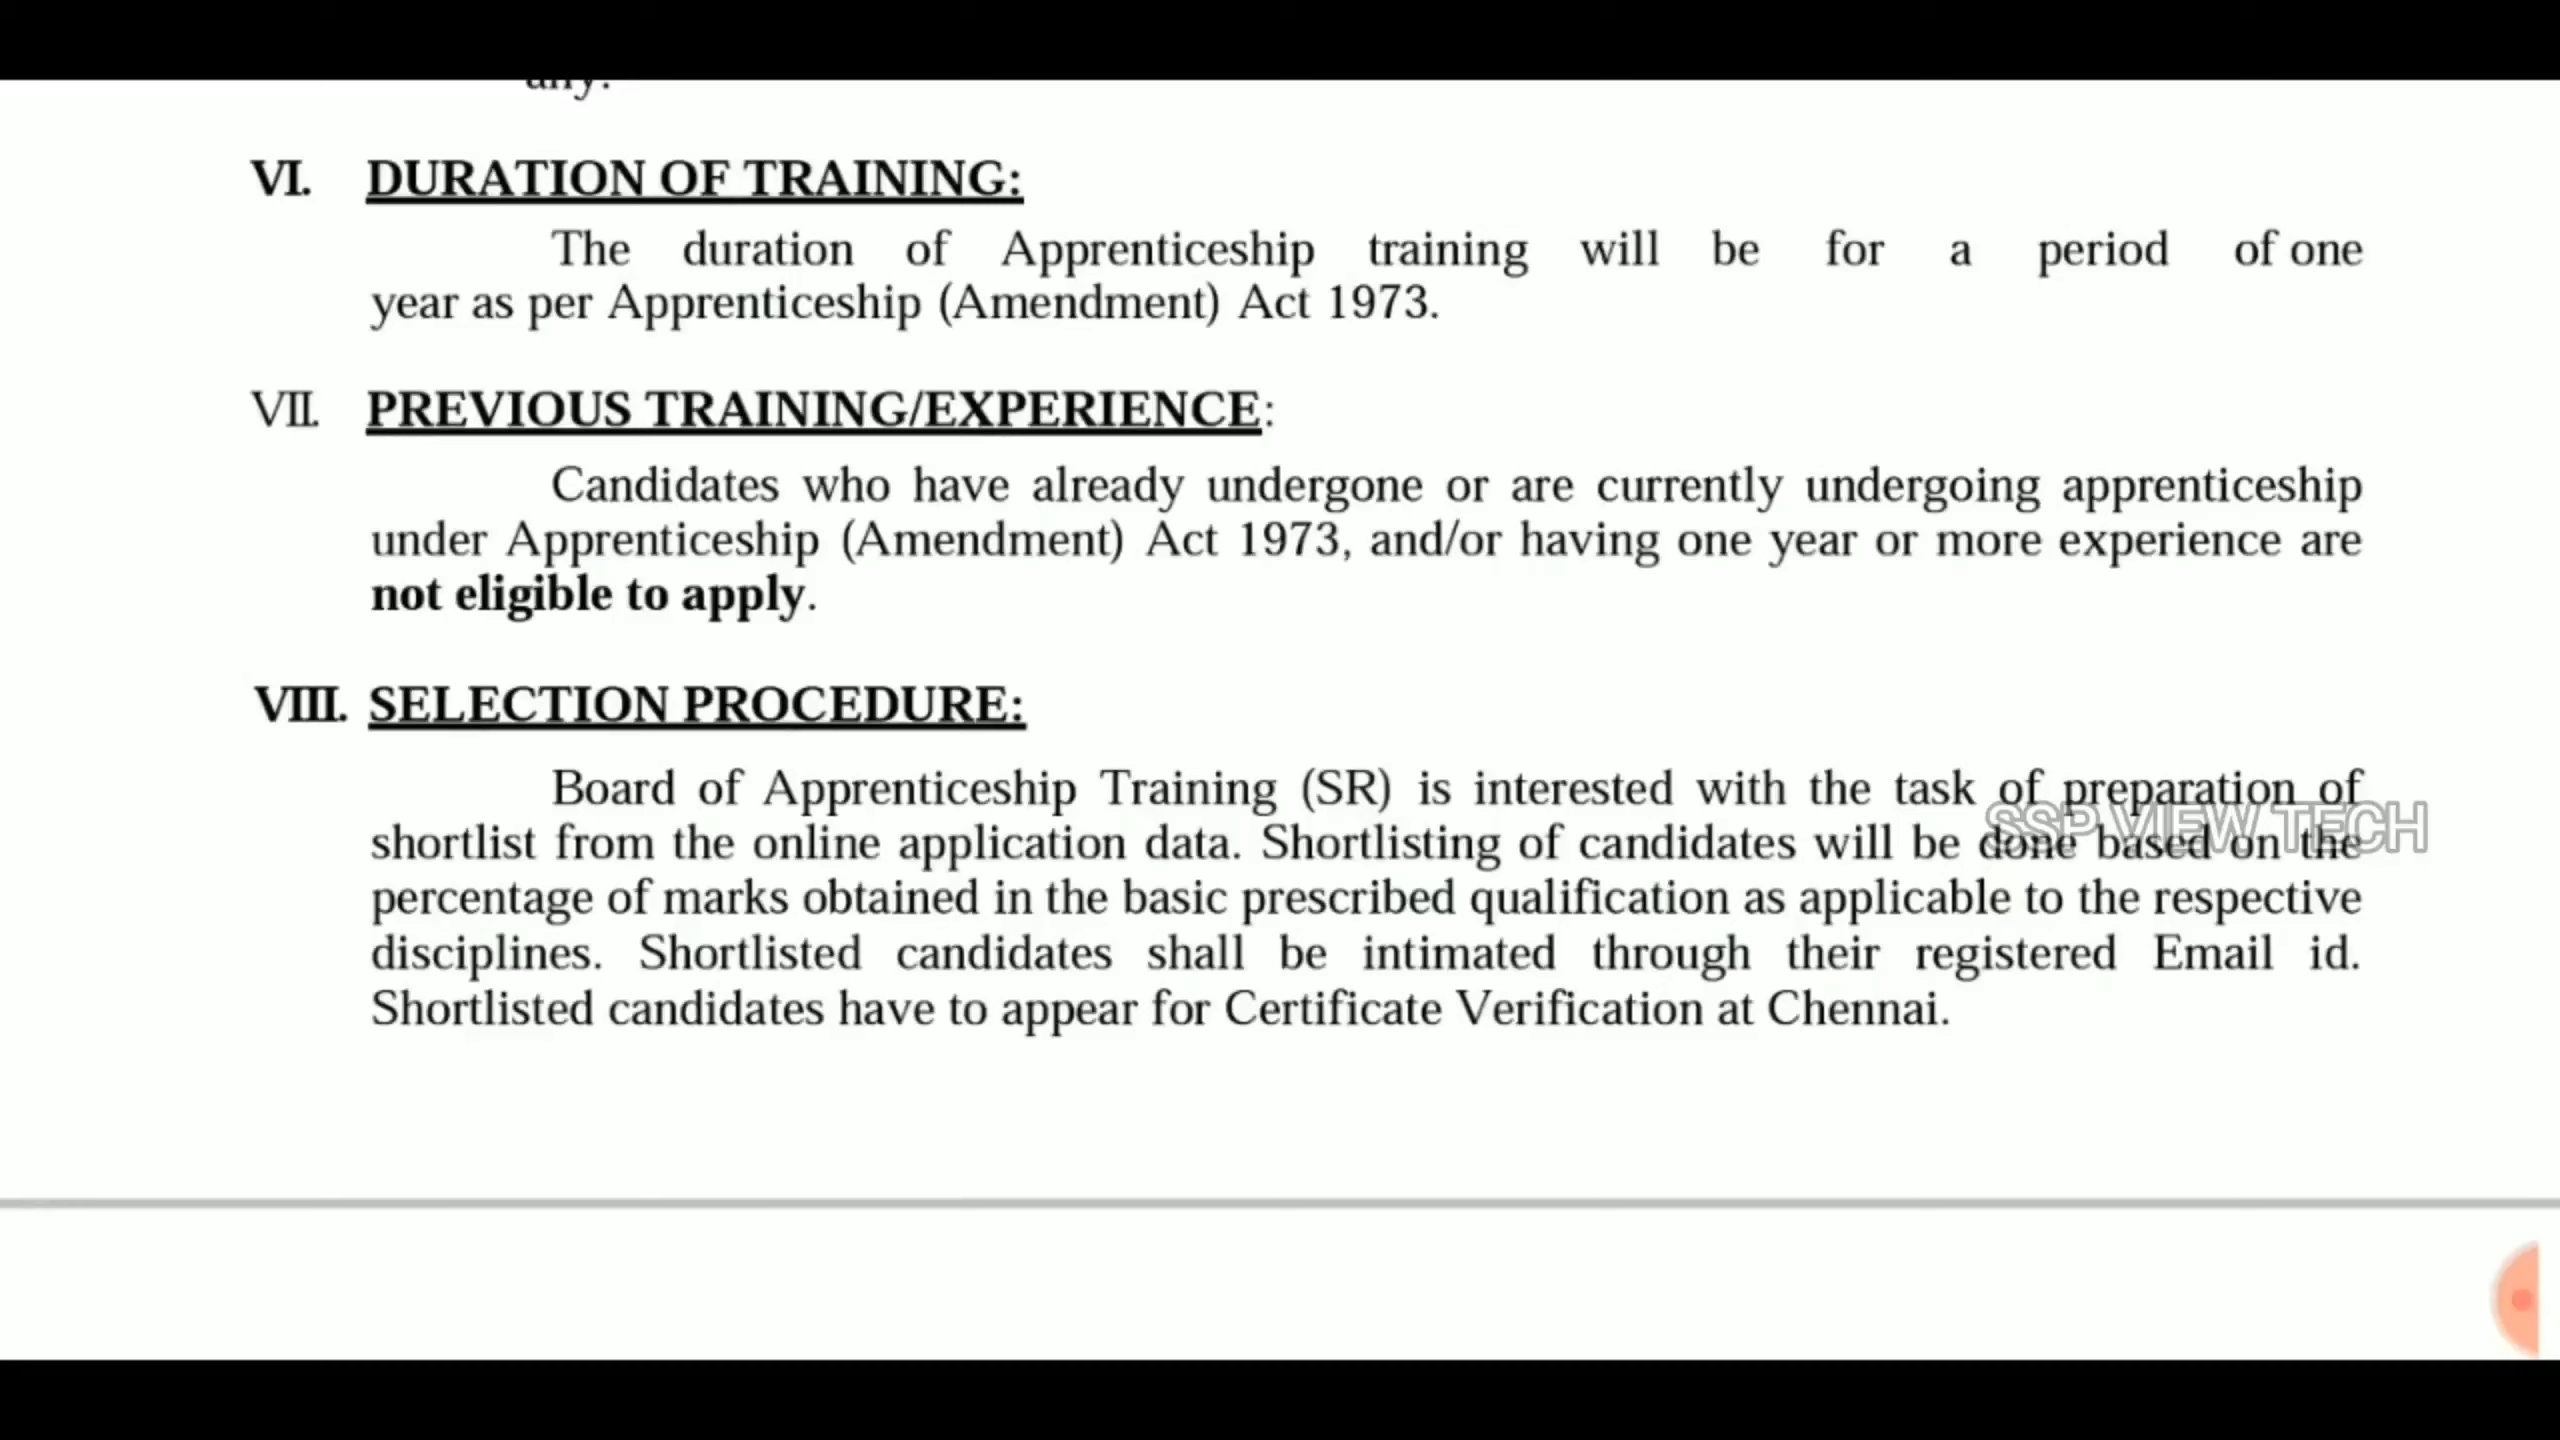 any.
VI. DURATION OF TRAINING:
The duration of Apprenticeship training will be for a period of one
year as per Apprenticeship (Amendment) Act 1973.
VII. PREVIOUS TRAINING/EXPERIENCE:
Candidates who have already undergone or are currently undergoing apprenticeship
under Apprenticeship (Amendment) Act 1973, and/or having one year or more experience are
not eligible to apply.
VIII. SELECTION PROCEDURE:
Board of Apprenticeship Training (SR) is interested with the task of preparation of
shortlist from the online application data. Shortlisting of candidates will be done based on the
percentage of marks obtained in the basic prescribed qualification as applicable to the respective
disciplines. Shortlisted candidates shall be intimated through their registered Email id.
Shortlisted candidates have to appear for Certificate Verification at Chennai.
SSP VIEW TECH